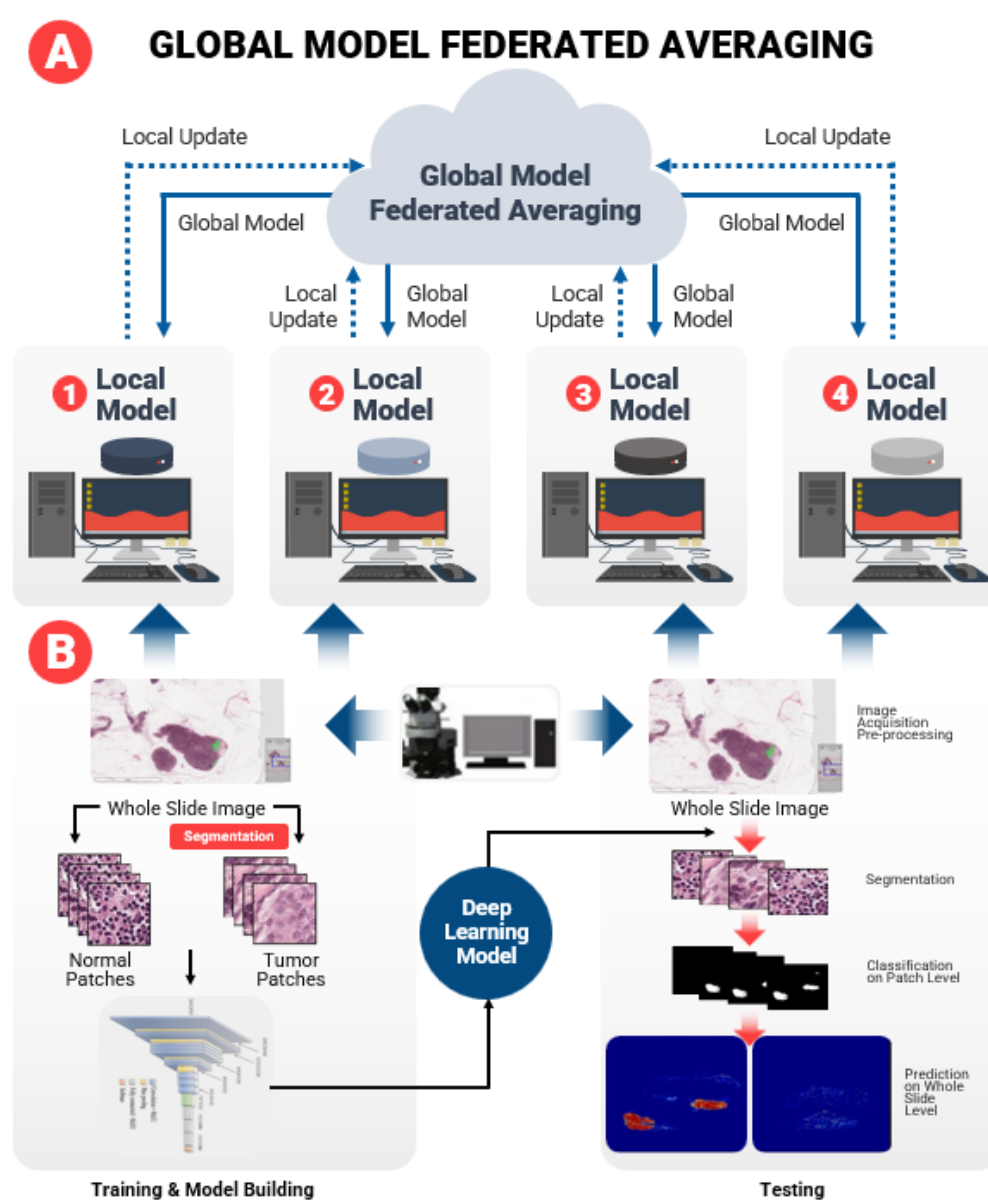 A
GLOBAL MODEL FEDERATED AVERAGING
Local Update
Local Update
Global Model
Federated Averaging
Global Model
Global Model
Local
Update
Global
Model
Local
Update
Global
Model
1
Local
Model
2
Local
Model
3
Local
Model
4
Local
Model
B
Image
Acquisition
Pre-processing
Whole Slide Image
Segmentation
Whole Slide Image
Normal
Patches
Tumor
Patches
Deep
Learning
Model
Segmentation
Classification
on Patch Level
Prediction
on Whole
Slide
Level
Training & Model Building
Testing